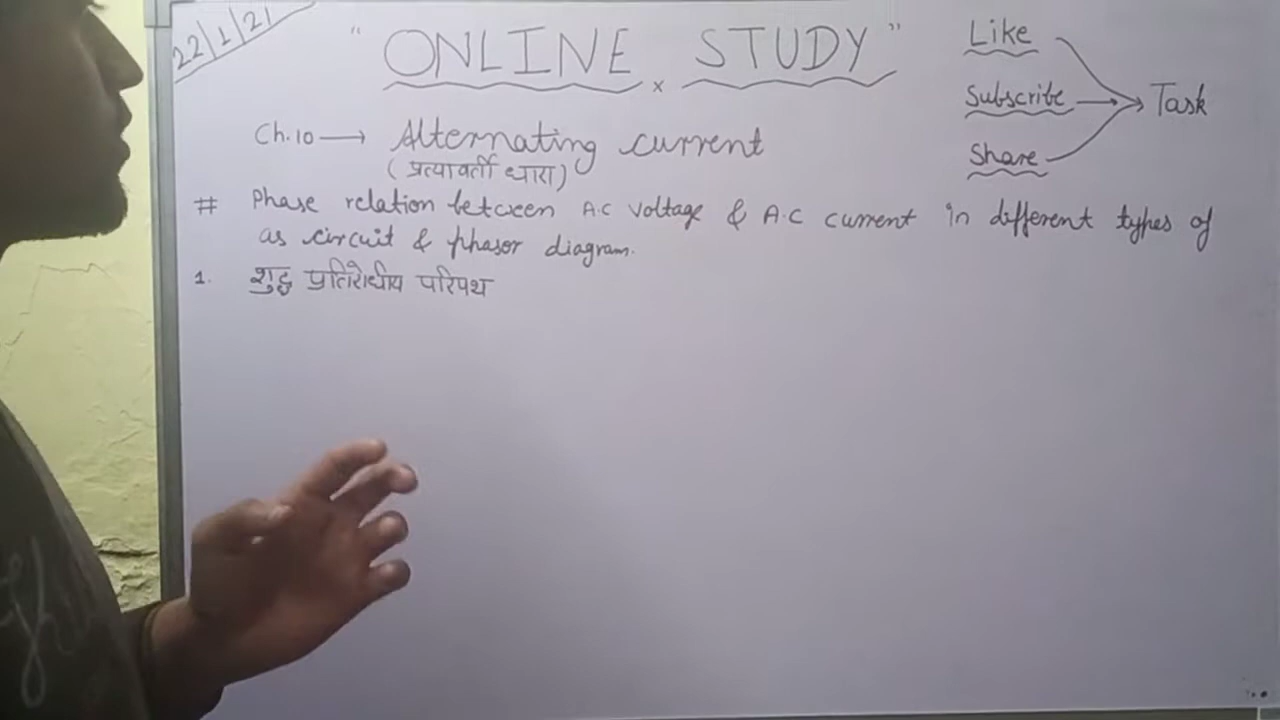 22/1/21
" ONLINE x STUDY "
Like
Subscribe
Share
Task
Ch.10 → Alternating current
(प्रत्यावर्ती धारा)
# Phase relation between A.C voltage & A.C current in different types of
as circuit & phasor diagram.
1. शुद्ध प्रतिरोधीय परिपथ